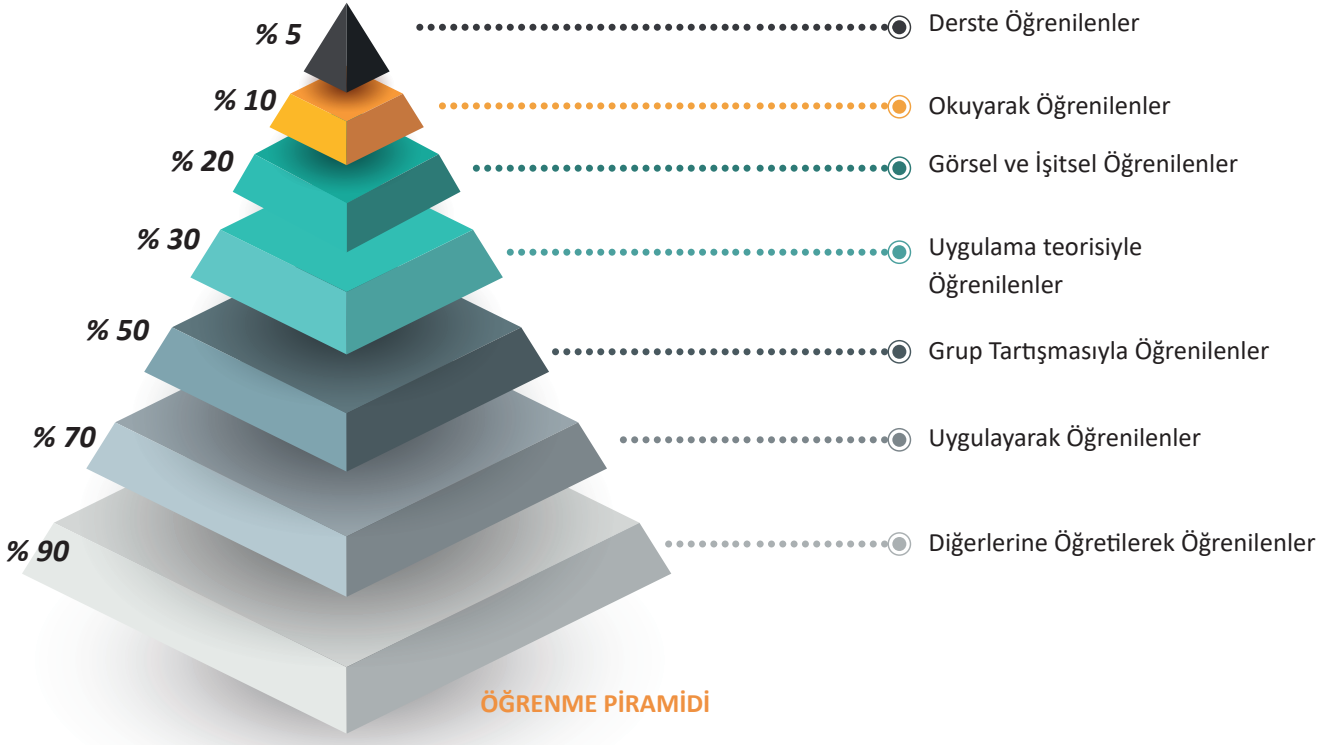 % 5
Derste Öğrenilenler
% 10
Okuyarak Öğrenilenler
% 20
Görsel ve İşitsel Öğrenilenler
% 30
Uygulama teorisiyle
Öğrenilenler
% 50
Grup Tartışmasıyla Öğrenilenler
% 70
Uygulayarak Öğrenilenler
% 90
Diğerlerine Öğretilerek Öğrenilenler
ÖĞRENME PİRAMİDİ